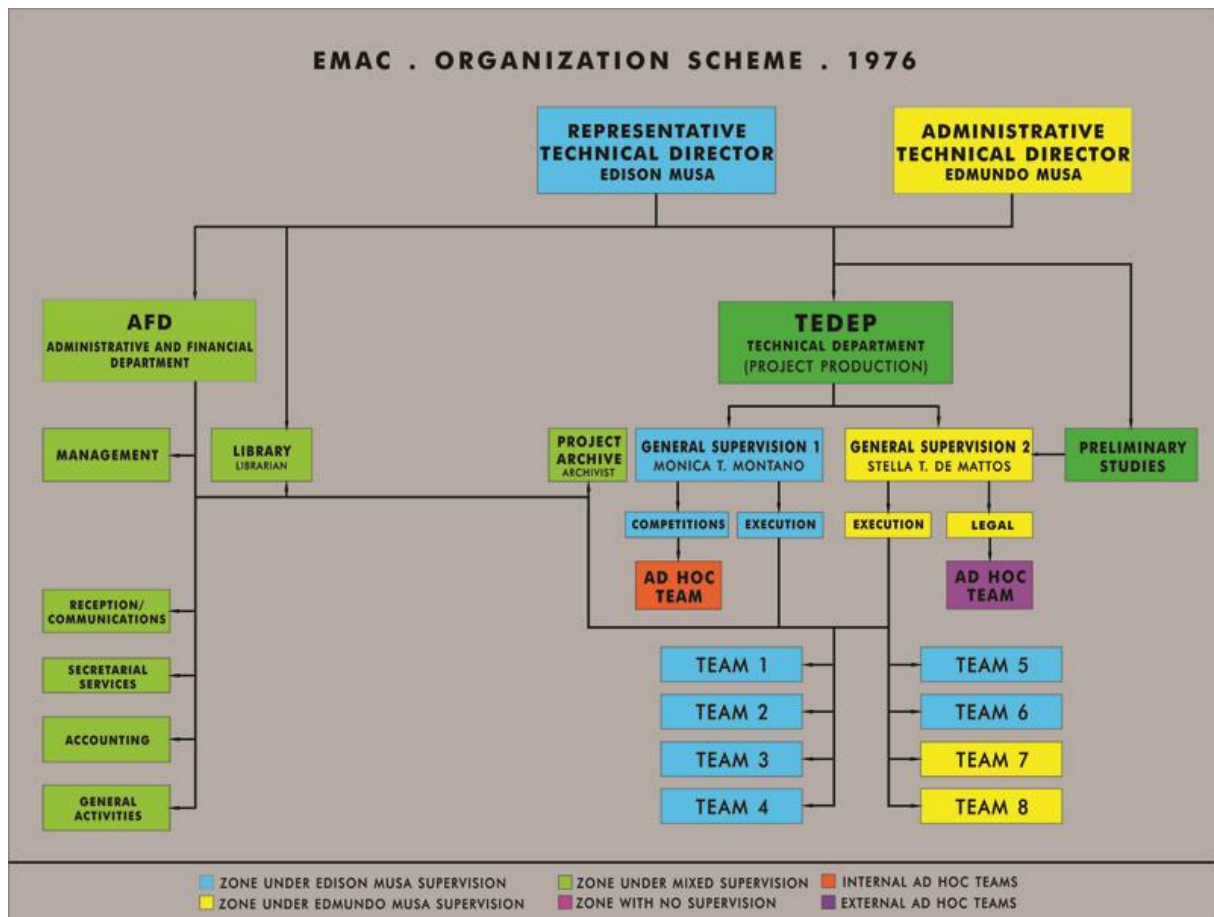 EMAC . ORGANIZATION SCHEME . 1976
REPRESENTATIVE
TECHNICAL DIRECTOR
EDISON MUSA
ADMINISTRATIVE
TECHNICAL DIRECTOR
EDMUNDO MUSA
AFD
ADMINISTRATIVE AND FINANCIAL
DEPARTMENT
TEDEP
TECHNICAL DEPARTMENT
(PROJECT PRODUCTION)
MANAGEMENT
LIBRARY
LIBRARIAN
PROJECT
ARCHIVE
ARCHIVIST
GENERAL SUPERVISION 1
MONICA T. MONTANO
GENERAL SUPERVISION 2
STELLA T. DE MATTOS
PRELIMINARY
STUDIES
COMPETITIONS
EXECUTION
EXECUTION
LEGAL
AD HOC
TEAM
AD HOC
TEAM
RECEPTION/
COMMUNICATIONS
SECRETARIAL
SERVICES
ACCOUNTING
GENERAL
ACTIVITIES
TEAM 1
TEAM 2
TEAM 3
TEAM 4
TEAM 5
TEAM 6
TEAM 7
TEAM 8
ZONE UNDER EDISON MUSA SUPERVISION
ZONE UNDER EDMUNDO MUSA SUPERVISION
ZONE UNDER MIXED SUPERVISION
ZONE WITH NO SUPERVISION
INTERNAL AD HOC TEAMS
EXTERNAL AD HOC TEAMS